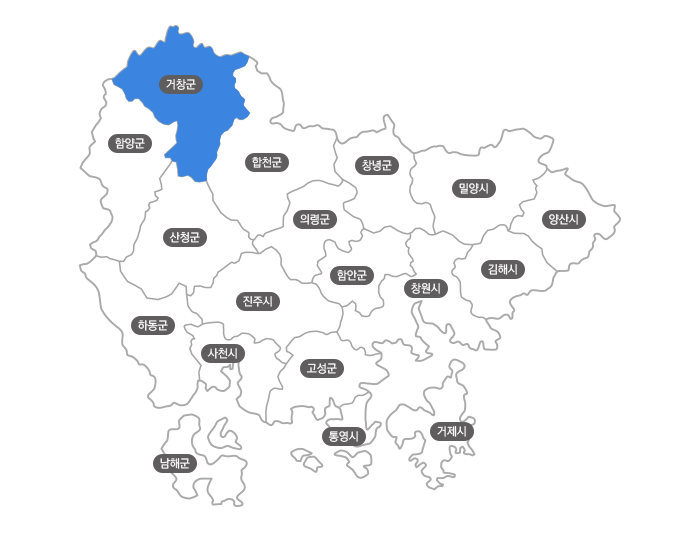 거창군
함양군
합천군
창녕군
밀양시
의령군
양산시
산청군
함안군
김해시
창원시
진주시
하동군
사천시
고성군
통영시
거제시
남해군